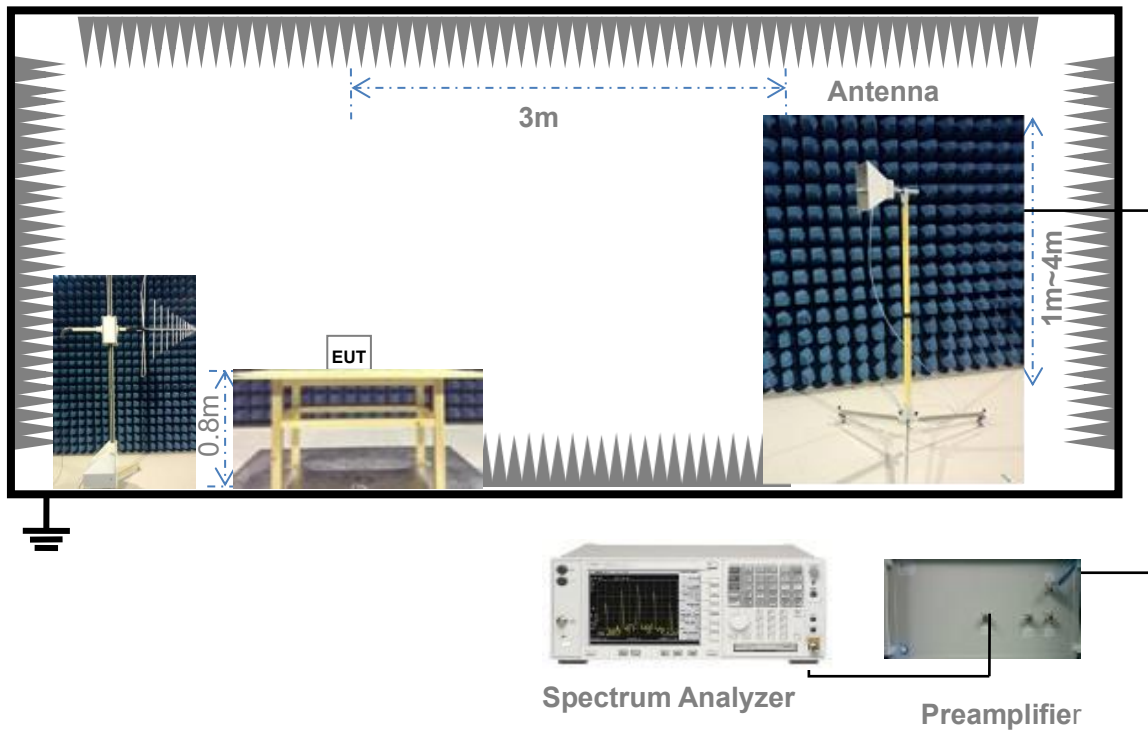 3m
Antenna
1m~4m
EUT
0.8m
Spectrum Analyzer
Preamplifier